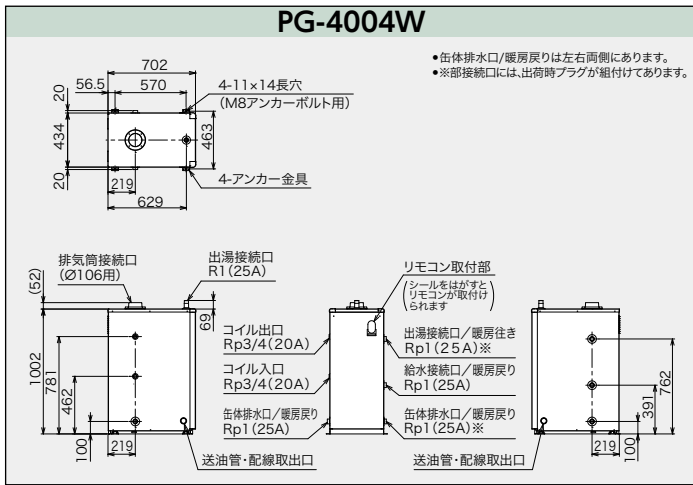 PG-4004W
●缶体排水口/暖房戻りは左右両側にあります。
●※部接続口には、出荷時プラグが組付けてあります。
702
56.5
570
20
434
20
463
219
629
4-11×14長穴
(M8アンカーボルト用)
4-アンカー金具
排気筒接続口
(Ø106用)
出湯接続口
R1(25A)
(52)
69
1002
781
462
100
219
送油管・配線取出口
リモコン取付部
(シールをはがすと
リモコンが取付け
られます)
コイル出口
Rp3/4(20A)
コイル入口
Rp3/4(20A)
缶体排水口/暖房戻り
Rp1(25A)
出湯接続口/暖房往き
Rp1(25A)※
給水接続口/暖房戻り
Rp1(25A)
缶体排水口/暖房戻り
Rp1(25A)※
762
391
100
219
送油管・配線取出口